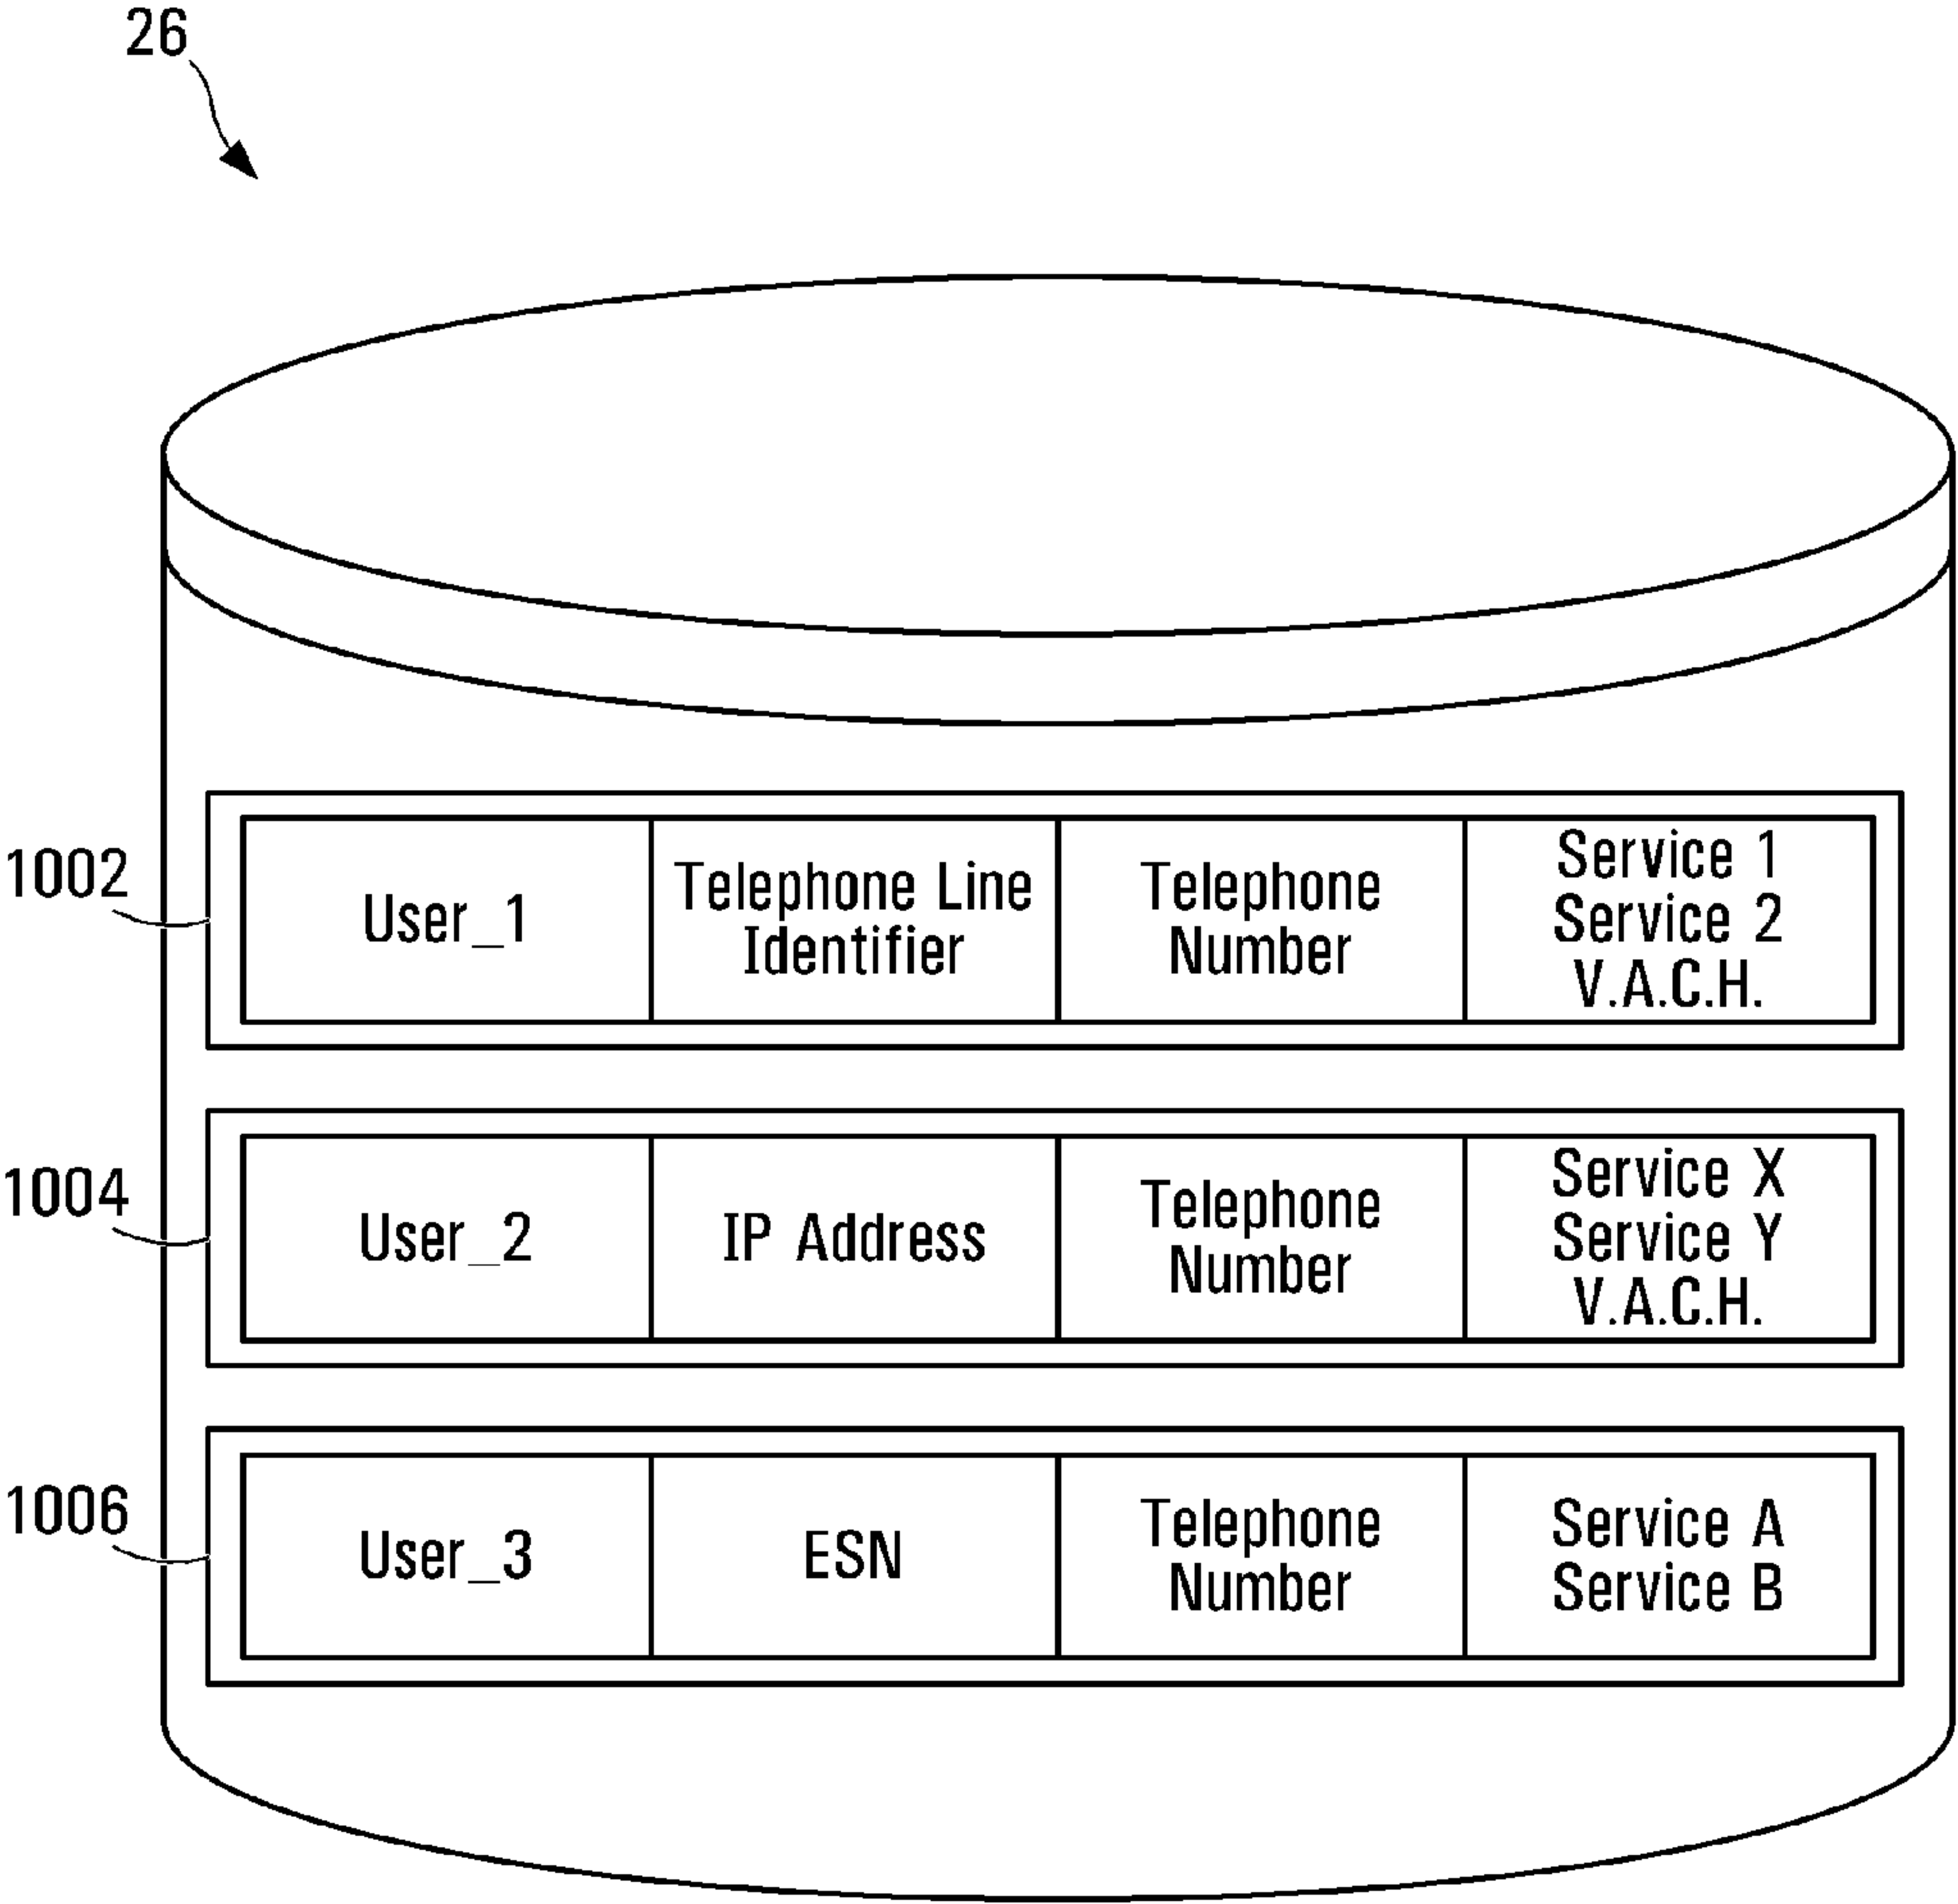 26
1002
User_1
Telephone Line
Identifier
Telephone
Number
Service 1
Service 2
V.A.C.H.
1004
User_2
IP Address
Telephone
Number
Service X
Service Y
V.A.C.H.
1006
User_3
ESN
Telephone
Number
Service A
Service B